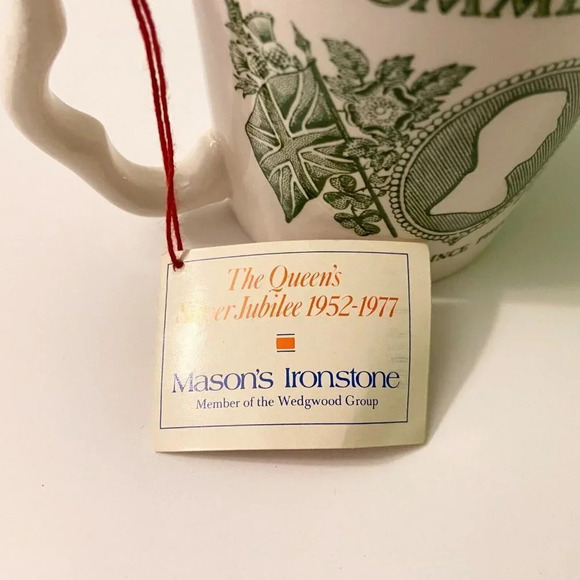 The Queen's
Silver Jubilee 1952-1977
Mason's Ironstone
Member of the Wedgwood Group